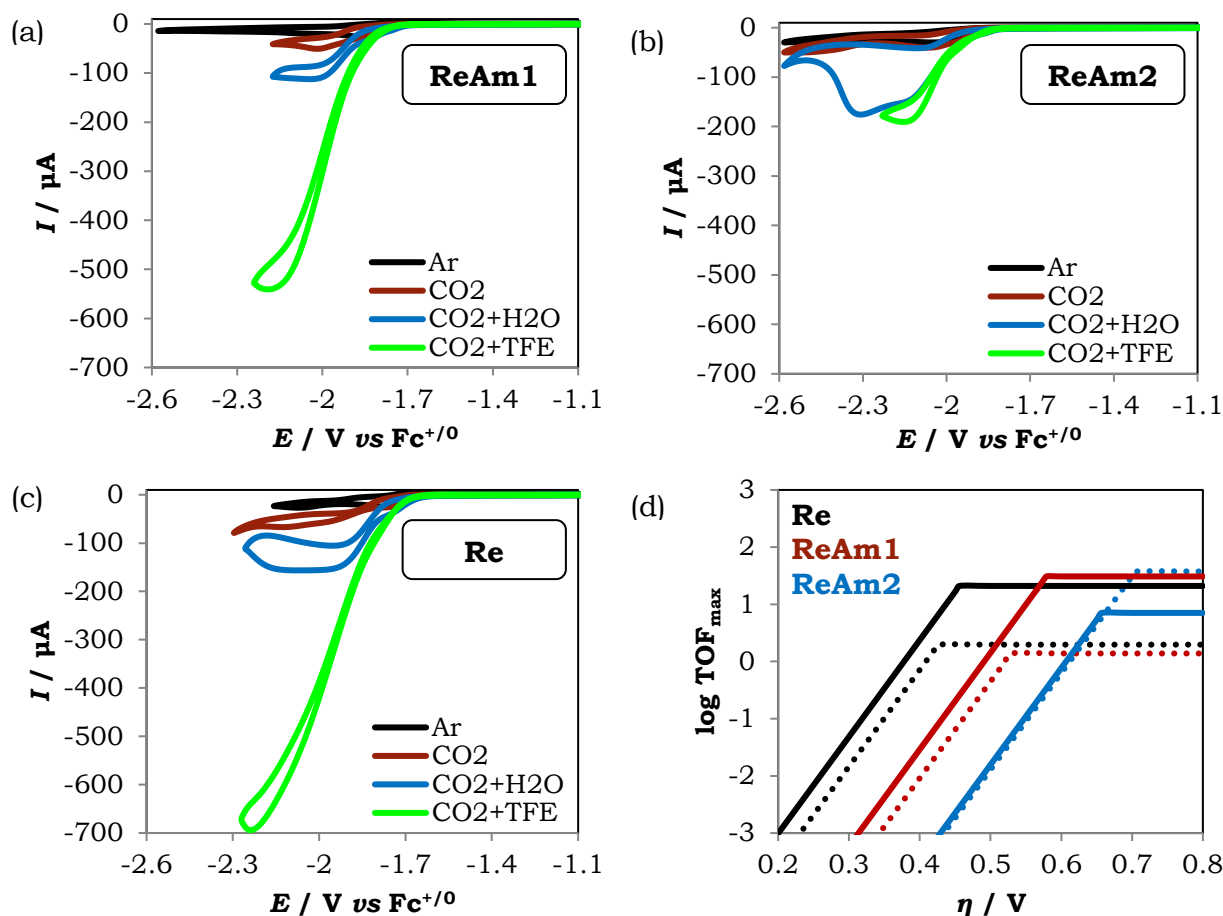 (a)
0
-100
-200
-300
-400
-500
-600
-700
I / µA
ReAm1
Ar
CO2
CO2+H2O
CO2+TFE
-2.6 -2.3 -2 -1.7 -1.4 -1.1
E / V vs Fc+/0
(b)
0
-100
-200
-300
-400
-500
-600
-700
I / µA
ReAm2
Ar
CO2
CO2+H2O
CO2+TFE
-2.6 -2.3 -2 -1.7 -1.4 -1.1
E / V vs Fc+/0
(c)
0
-100
-200
-300
-400
-500
-600
-700
I / µA
Re
Ar
CO2
CO2+H2O
CO2+TFE
-2.6 -2.3 -2 -1.7 -1.4 -1.1
E / V vs Fc+/0
(d)
3
2
1
0
-1
-2
-3
log TOFmax
Re
ReAm1
ReAm2
0.2 0.3 0.4 0.5 0.6 0.7 0.8
η / V